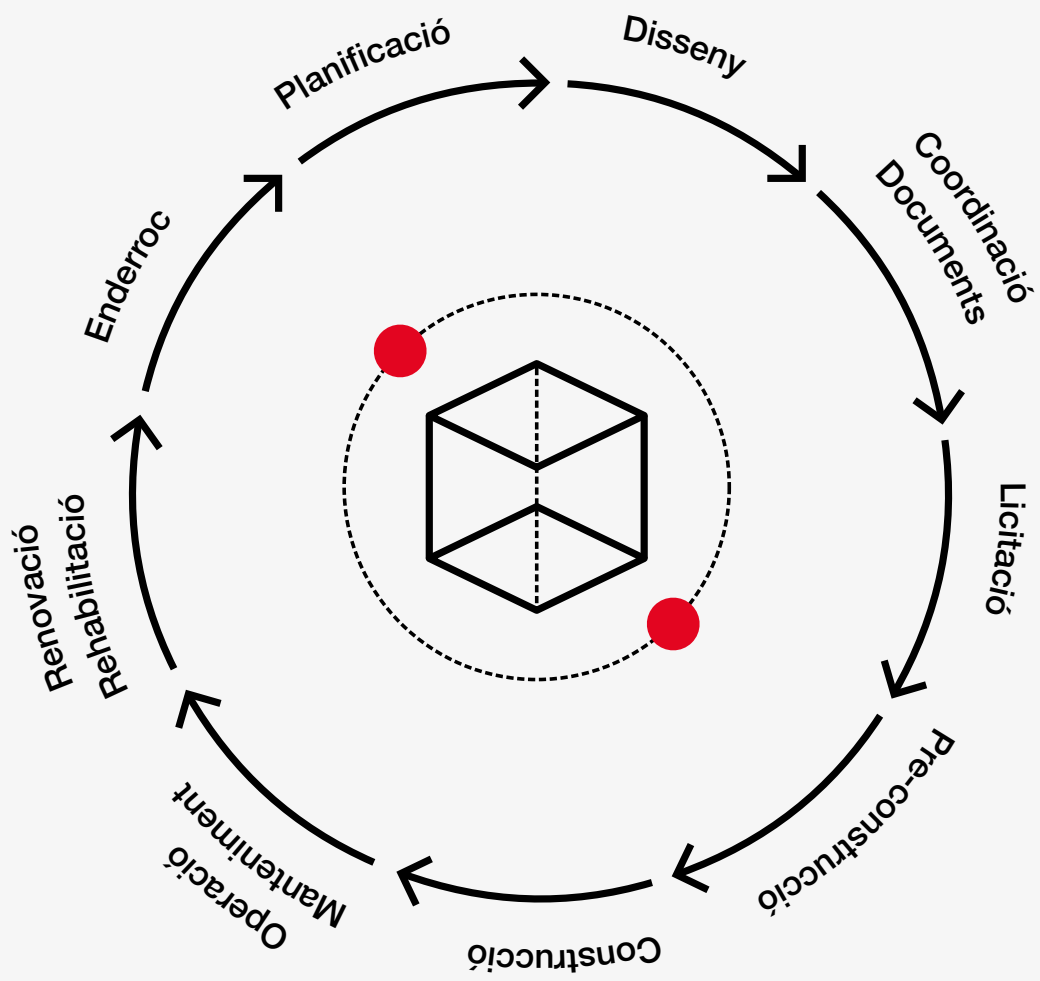 Planificació
Disseny
Coordinació
Documents
Licitació
Pre-construcció
Construcció
Operació
Manteniment
Renovació
Rehabilitació
Enderroc